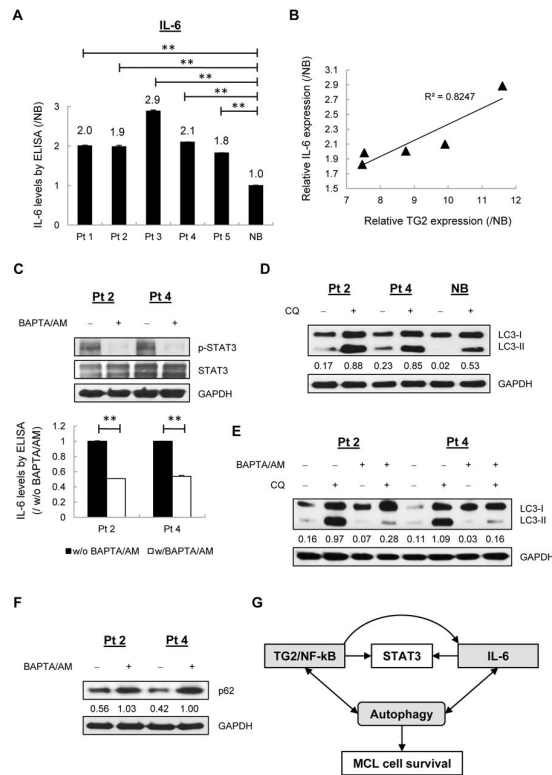 A
IL-6
**
**
**
**
**
IL-6 levels by ELISA (/NB)
3
2
1
0
2.0 1.9 2.9 2.1 1.8 1.0
Pt 1 Pt 2 Pt 3 Pt 4 Pt 5 NB
B
Relative IL-6 expression (/NB)
3.1
2.9
2.7
2.5
2.3
2.1
1.9
1.7
1.5
R² = 0.8247
7 8 9 10 11 12
Relative TG2 expression (/NB)
C
Pt 2 Pt 4
BAPTA/AM – + – +
p-STAT3
STAT3
GAPDH
IL-6 levels by ELISA
(/ w/o BAPTA/AM)
1.2
1
0.8
0.6
0.4
0.2
0
** **
Pt 2 Pt 4
w/o BAPTA/AM w/BAPTA/AM
D
Pt 2 Pt 4 NB
CQ – + – + – +
LC3-I
LC3-II
0.17 0.88 0.23 0.85 0.02 0.53
GAPDH
E
Pt 2 Pt 4
BAPTA/AM – – + + – – + +
CQ – + – + – + – +
LC3-I
LC3-II
0.16 0.97 0.07 0.28 0.11 1.09 0.03 0.16
GAPDH
F
Pt 2 Pt 4
BAPTA/AM – + – +
p62
0.56 1.03 0.42 1.00
GAPDH
G
TG2/NF-kB STAT3 IL-6
Autophagy
MCL cell survival